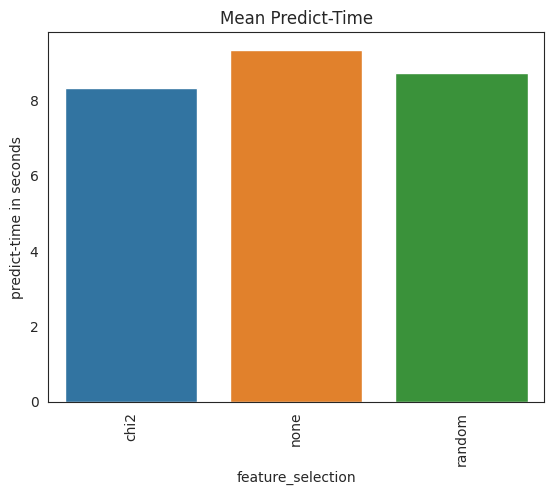 Mean Predict-Time
predict-time in seconds
8
6
4
2
0
chi2
none
random
feature_selection